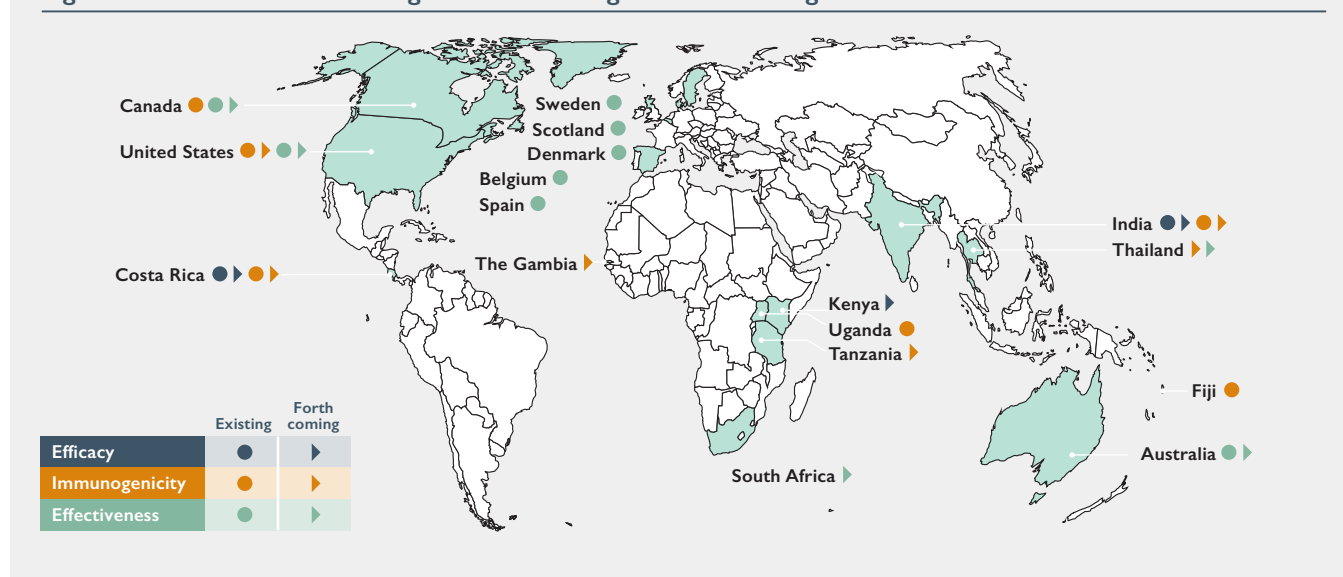 Canada
United States
Costa Rica
Sweden
Scotland
Denmark
Belgium
Spain
The Gambia
Kenya
Uganda
Tanzania
South Africa
India
Thailand
Fiji
Australia
Existing
Forth
coming
Efficacy
Immunogenicity
Effectiveness